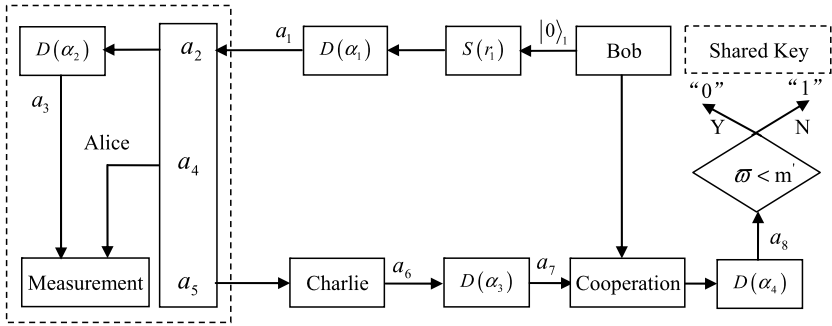 D(α₂)
a₂
a₁
D(α₁)
S(r₁)
|0⟩₁
Bob
Shared Key
“0”
“1”
a₃
Alice
Y
N
a₄
ϖ < m'
a₈
Measurement
a₅
Charlie
a₆
D(α₃)
a₇
Cooperation
D(α₄)